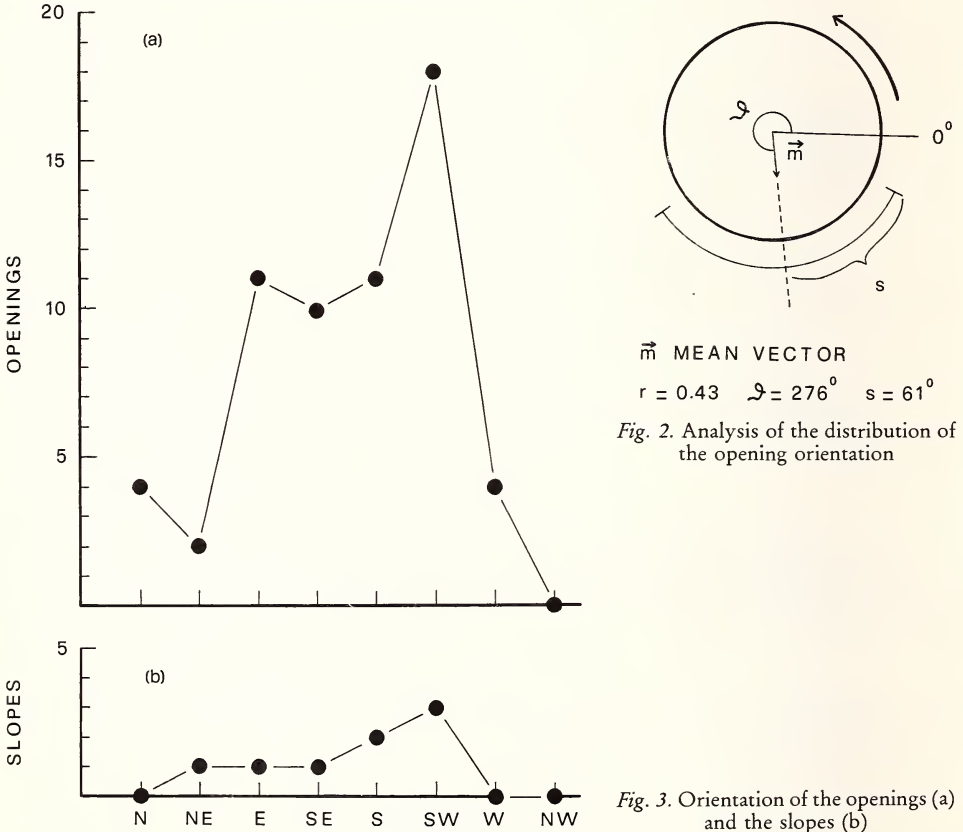 20
(a)
15
10
5
OPENINGS
ϑ
m⃗
0°
s
m⃗ MEAN VECTOR
r = 0.43 ϑ = 276° s = 61°
Fig. 2. Analysis of the distribution of
the opening orientation
5
(b)
SLOPES
N NE E SE S SW W NW
Fig. 3. Orientation of the openings (a)
and the slopes (b)